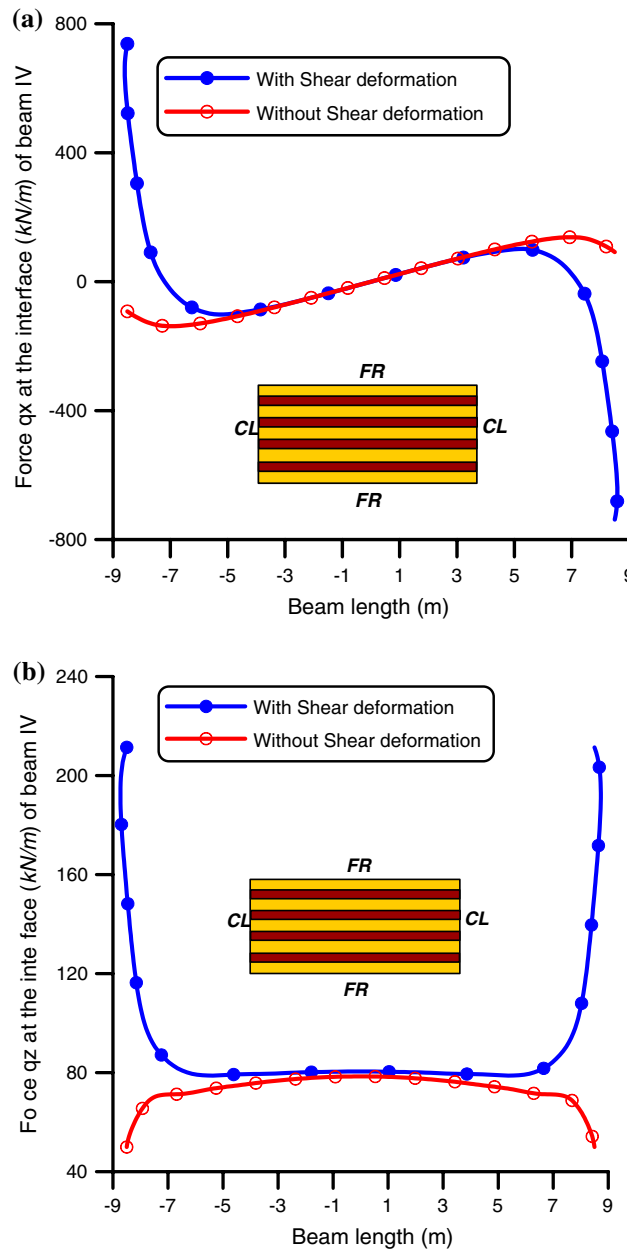 (a)
800
400
0
-400
-800
Force qx at the interface (kN/m) of beam IV
With Shear deformation
Without Shear deformation
FR
CL
CL
FR
-9 -7 -5 -3 -1 1 3 5 7 9
Beam length (m)
(b)
240
200
160
120
80
40
Fo ce qz at the inte face (kN/m) of beam IV
With Shear deformation
Without Shear deformation
FR
CL
CL
FR
-9 -7 -5 -3 -1 1 3 5 7 9
Beam length (m)